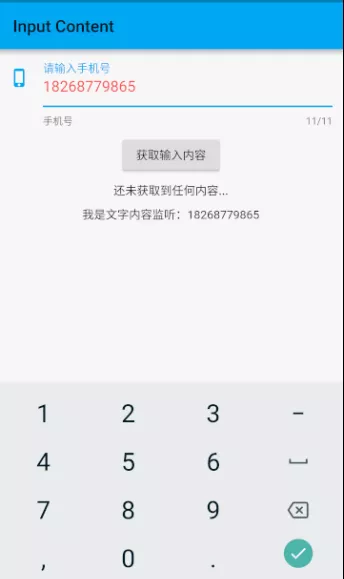 Input Content
请输入手机号
18268779865
手机号 11/11
获取输入内容
还未获取到任何内容...
我是文字内容监听：18268779865
1 2 3 -
4 5 6
7 8 9
, 0 .